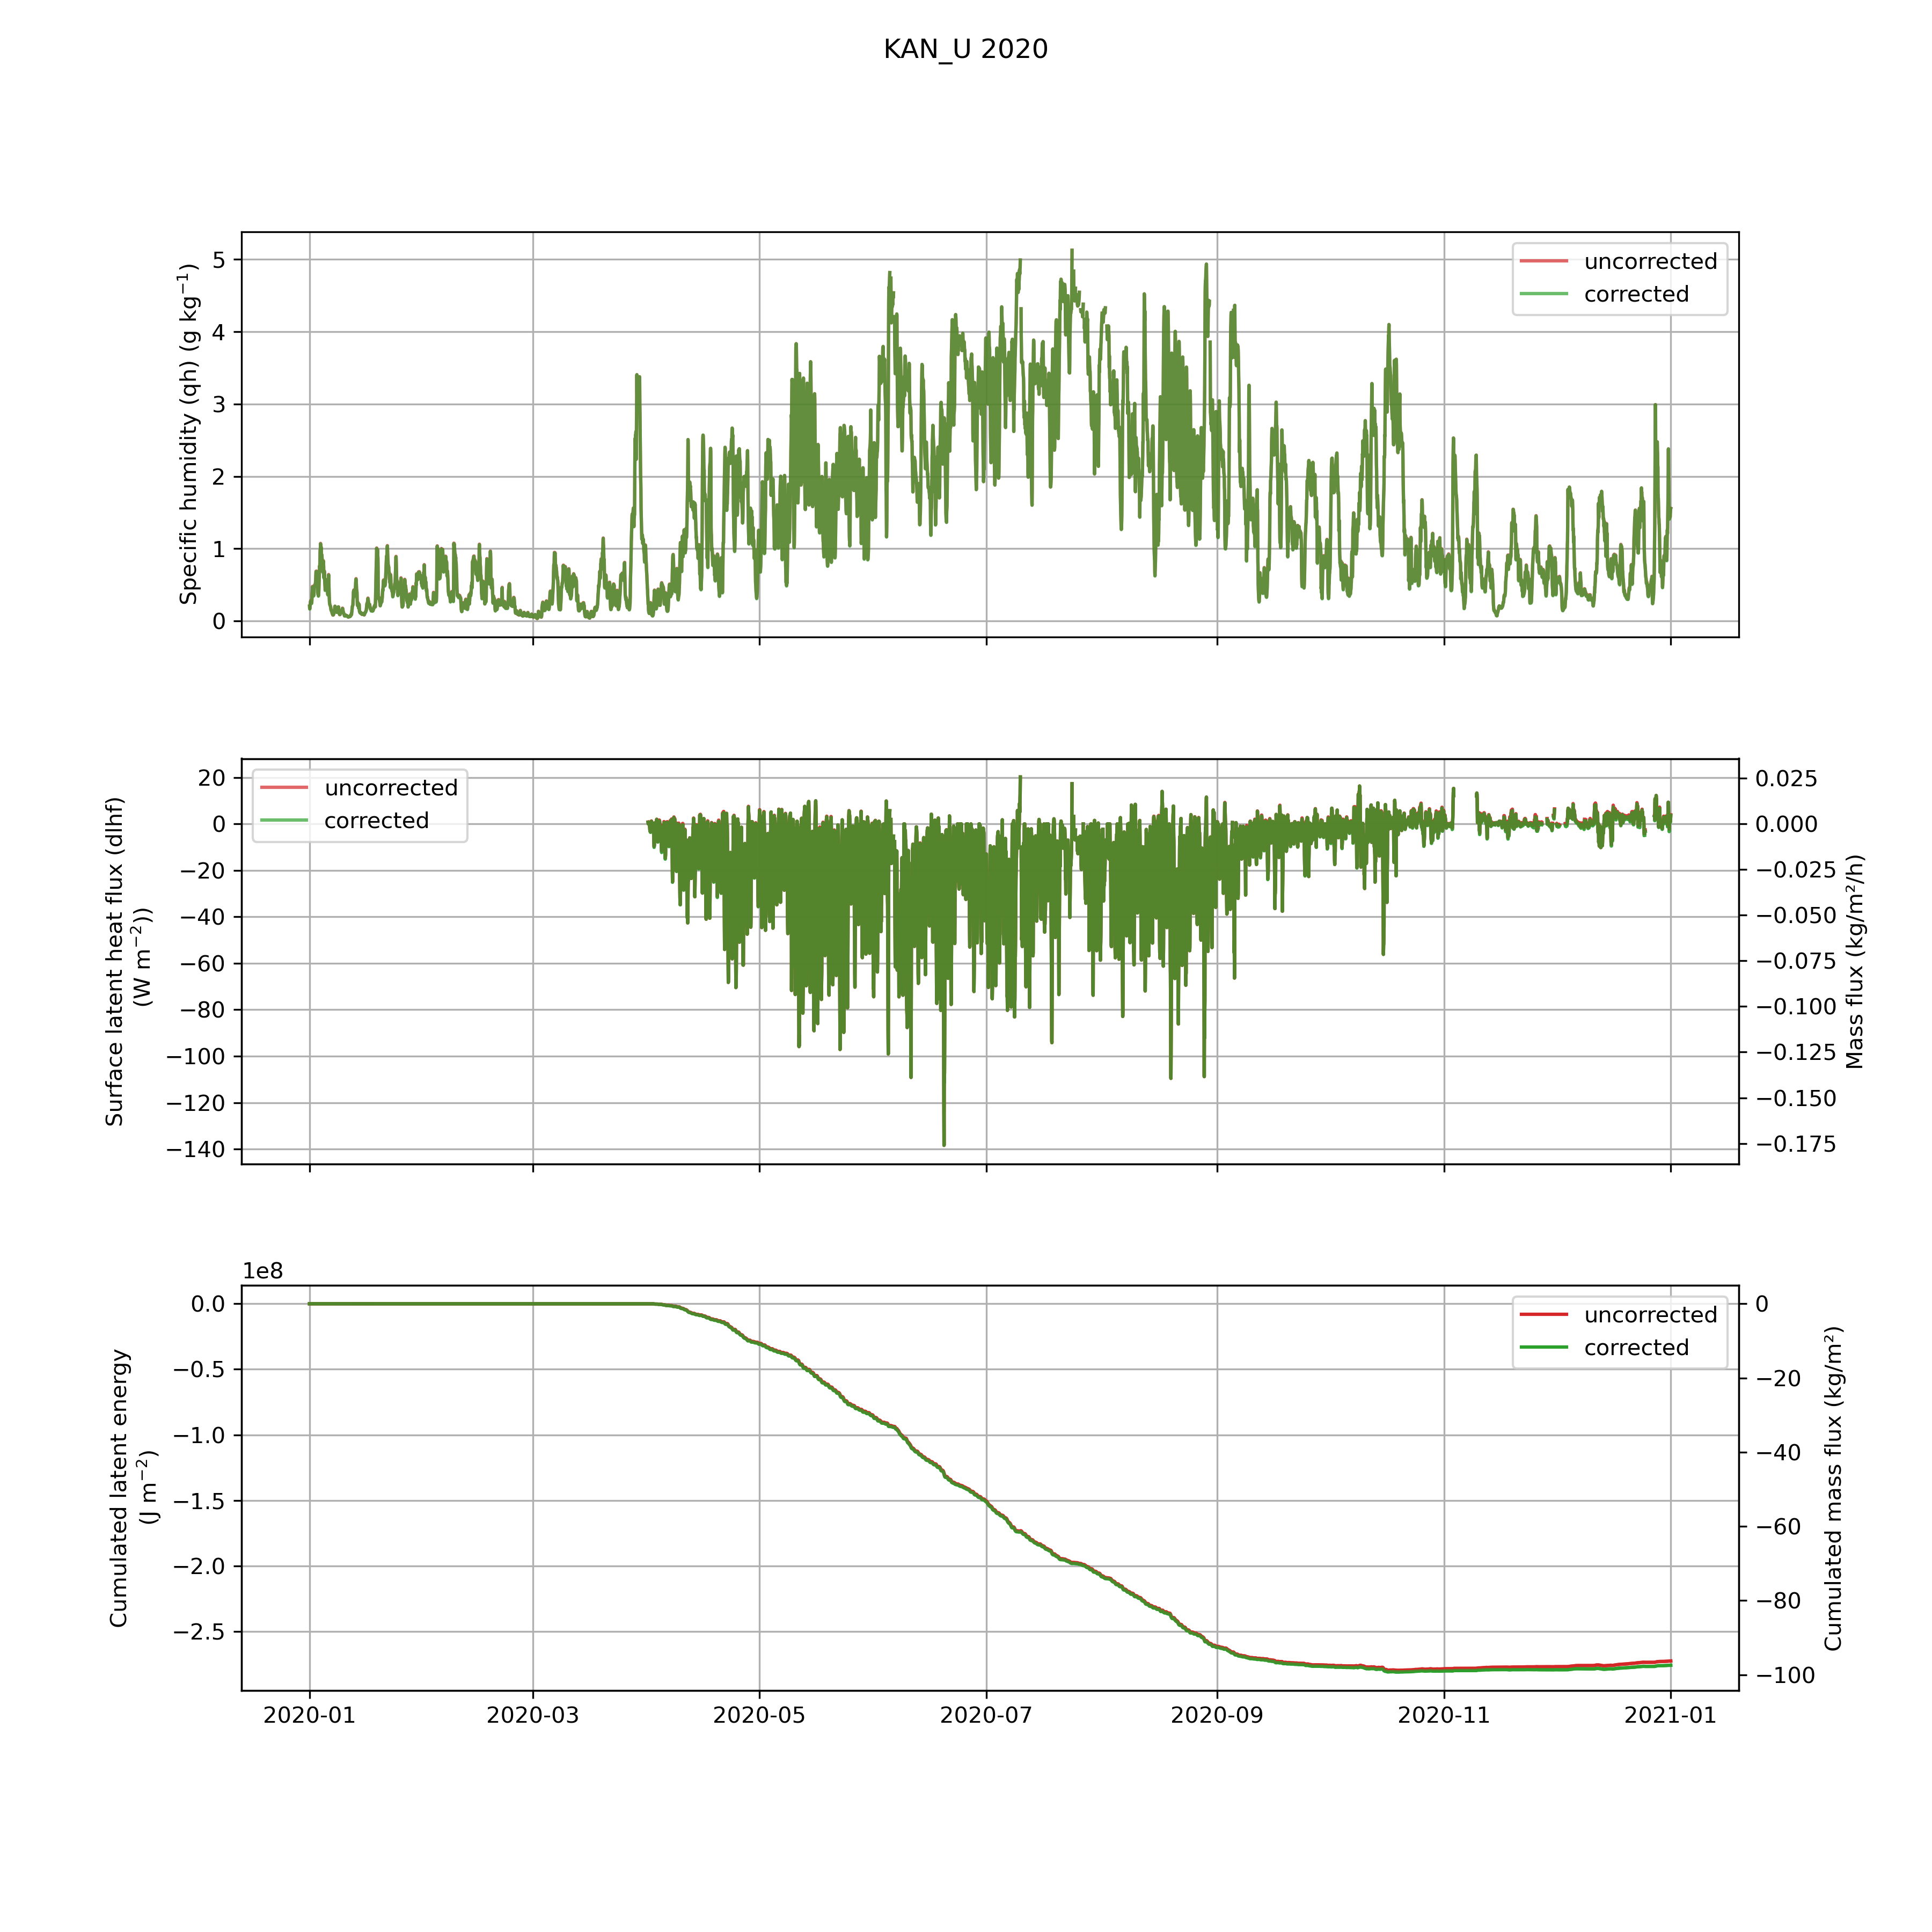 KAN_U 2020
Specific humidity (qh) (g kg⁻¹)
5
4
3
2
1
0
uncorrected
corrected
Surface latent heat flux (dlhf)
(W m⁻²))
20
0
−20
−40
−60
−80
−100
−120
−140
uncorrected
corrected
0.025
0.000
−0.025
−0.050
−0.075
−0.100
−0.125
−0.150
−0.175
Mass flux (kg/m²/h)
1e8
Cumulated latent energy
(J m⁻²)
0.0
−0.5
−1.0
−1.5
−2.0
−2.5
uncorrected
corrected
0
−20
−40
−60
−80
−100
Cumulated mass flux (kg/m²)
2020-01 2020-03 2020-05 2020-07 2020-09 2020-11 2021-01